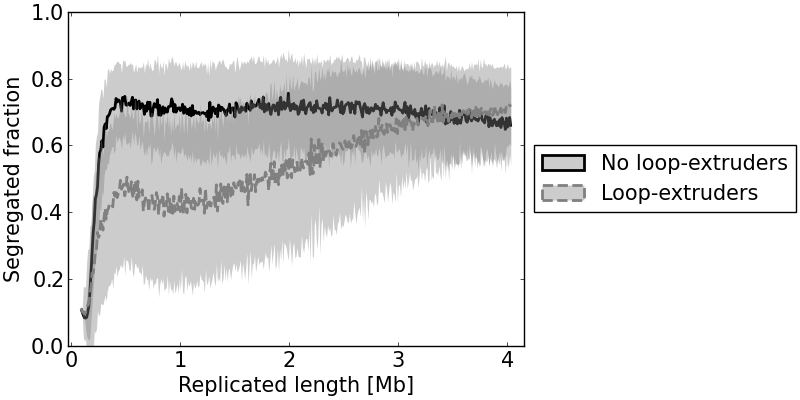 1.0
0.8
0.6
0.4
0.2
0.0
Segregated fraction
0 1 2 3 4
Replicated length [Mb]
No loop-extruders
Loop-extruders